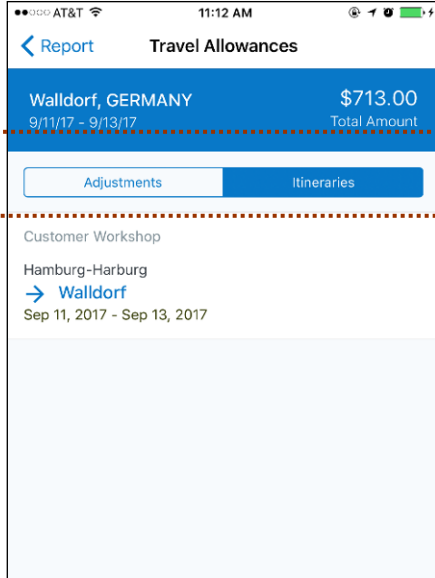 AT&T 11:12 AM
Report Travel Allowances
Walldorf, GERMANY $713.00
9/11/17 - 9/13/17 Total Amount
Adjustments Itineraries
Customer Workshop
Hamburg-Harburg
→ Walldorf
Sep 11, 2017 - Sep 13, 2017